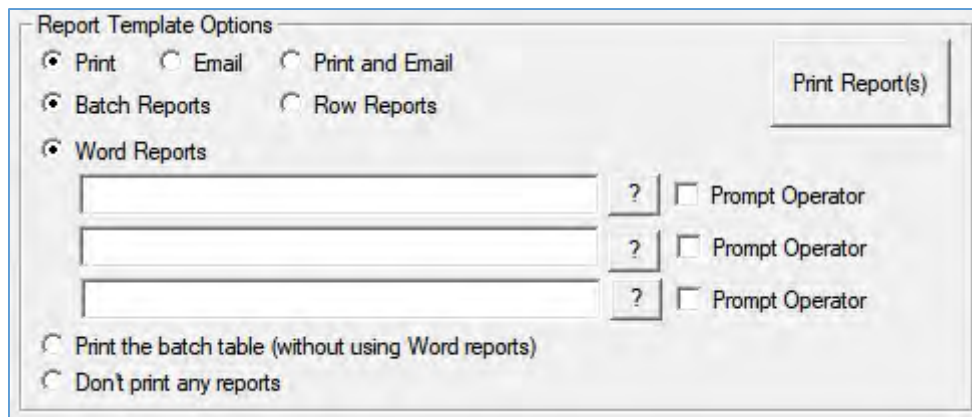 Report Template Options
Print Email Print and Email
Print Report(s)
Batch Reports Row Reports
Word Reports
? Prompt Operator
? Prompt Operator
? Prompt Operator
Print the batch table (without using Word reports)
Don't print any reports